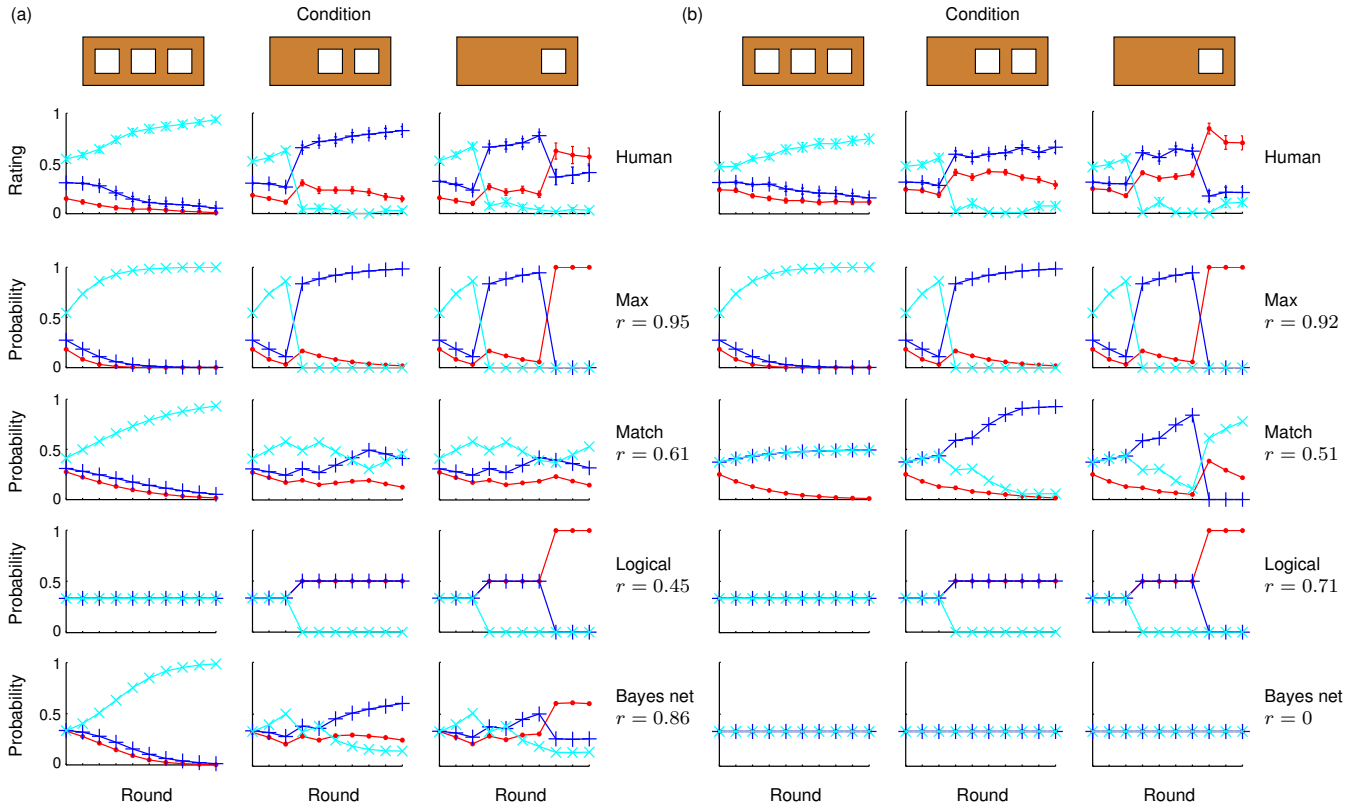 (a)
Condition
(b)
Condition
1
0.5
0
Rating
Human
Human
1
0.5
0
Probability
Max
r = 0.95
Max
r = 0.92
1
0.5
0
Probability
Match
r = 0.61
Match
r = 0.51
1
0.5
0
Probability
Logical
r = 0.45
Logical
r = 0.71
1
0.5
0
Probability
Bayes net
r = 0.86
Bayes net
r = 0
Round
Round
Round
Round
Round
Round